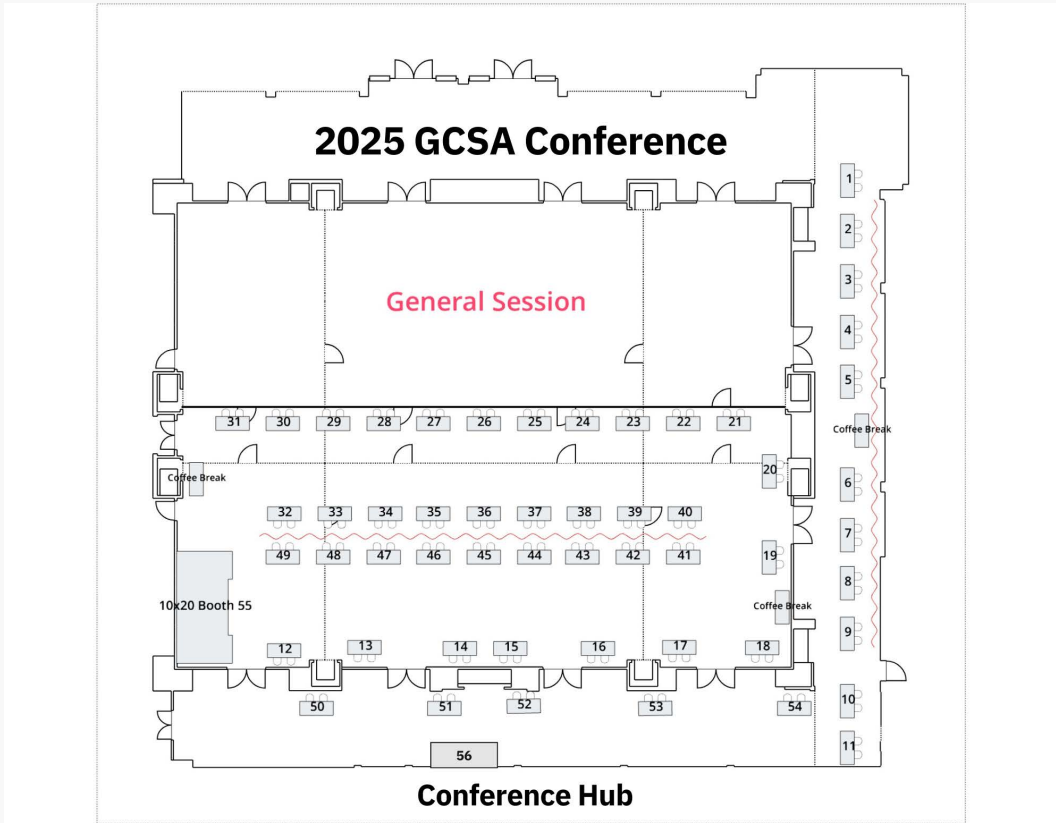 2025 GCSA Conference
1
2
3
General Session
4
5
31 30 29 28 27 26 25 24 23 22 21
Coffee Break
20
Coffee Break
6
32 33 34 35 36 37 38 39 40
7
49 48 47 46 45 44 43 42 41
19
8
10x20 Booth 55
Coffee Break
9
12 13 14 15 16 17 18
10
50 51 52 53 54
11
56
Conference Hub